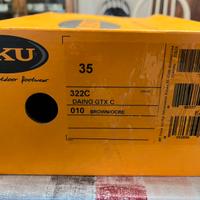 KU
outdoor footwear
35
322C
DAINO GTX C
010 BROWN/OCRE